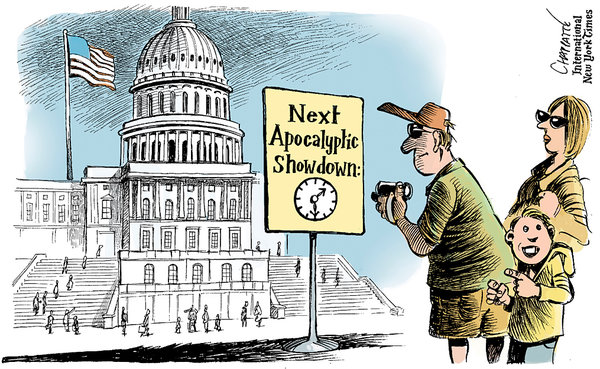 Next
Apocalyptic
Showdown:
CHAPPATTE
International
New York Times